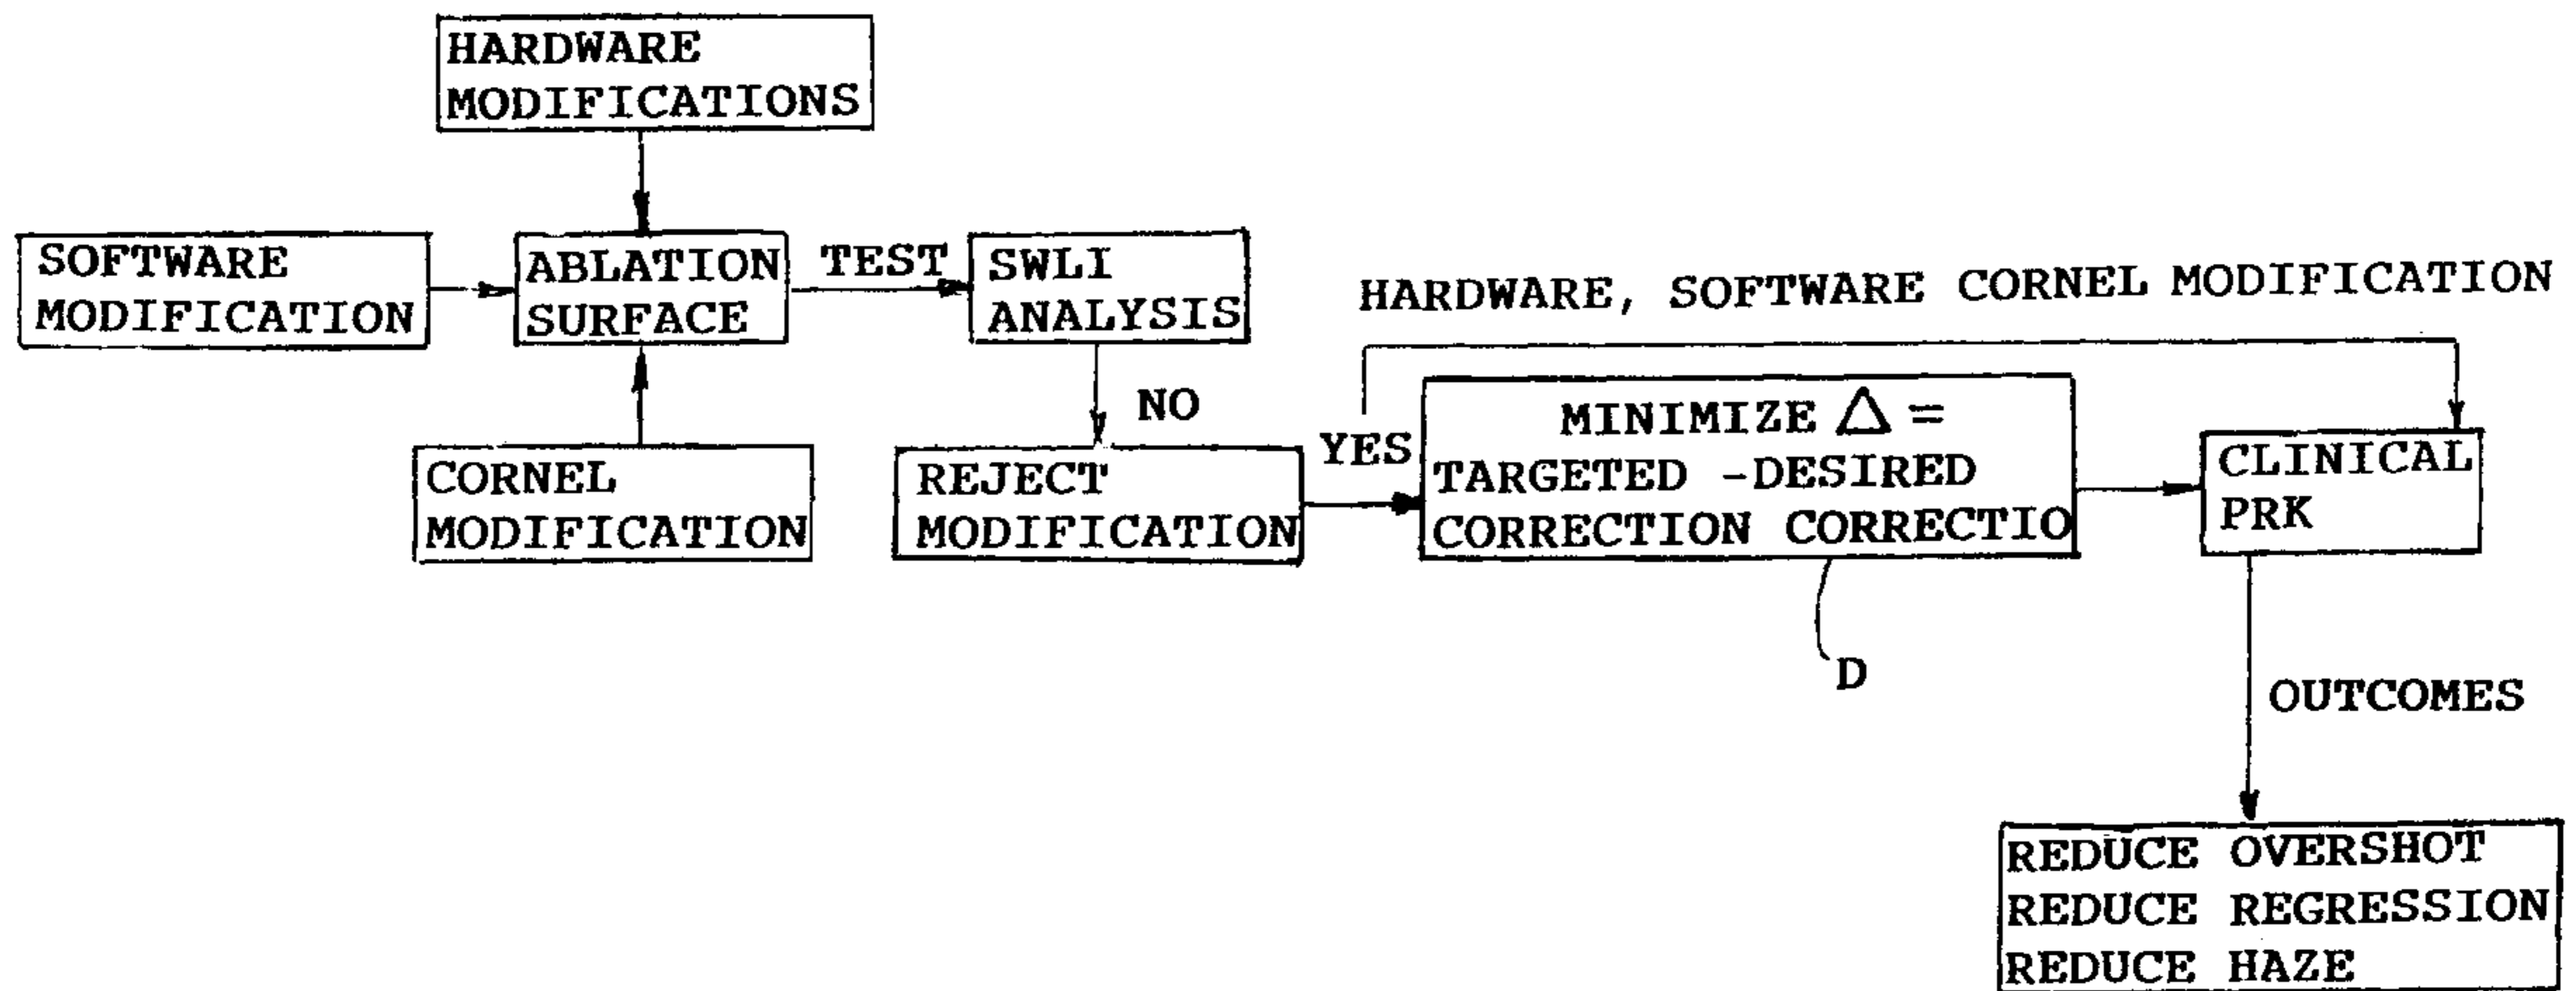 HARDWARE
MODIFICATIONS
SOFTWARE
MODIFICATION
ABLATION
SURFACE
TEST
SWLI
ANALYSIS
CORNEL
MODIFICATION
NO
REJECT
MODIFICATION
YES
HARDWARE, SOFTWARE CORNEL MODIFICATION
MINIMIZE △ =
TARGETED -DESIRED
CORRECTION CORRECTIO
D
CLINICAL
PRK
OUTCOMES
REDUCE OVERSHOT
REDUCE REGRESSION
REDUCE HAZE